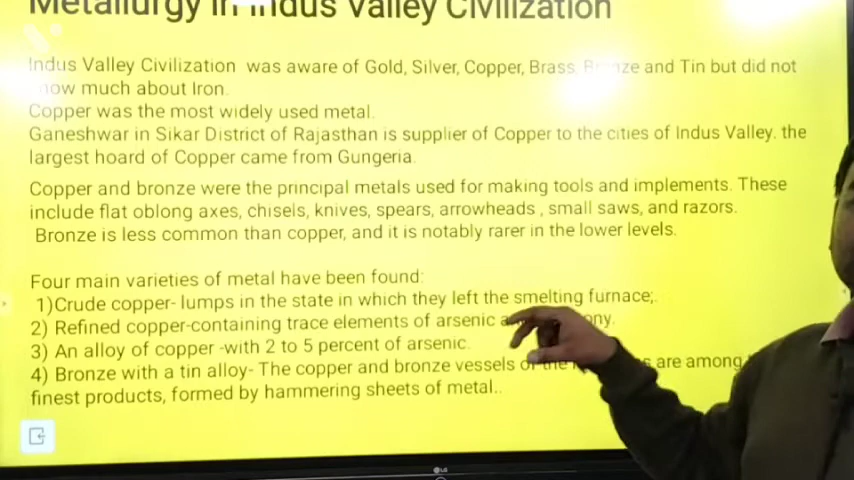 Metallurgy in Indus Valley Civilization
Indus Valley Civilization was aware of Gold, Silver, Copper, Brass, and Tin but did not
much about Iron.
Copper was the most widely used metal.
Ganeshwar in Sikar District of Rajasthan is supplier of Copper to the cities of Indus Valley. the
largest hoard of Copper came from Gungeria.
Copper and bronze were the principal metals used for making tools and implements. These
include flat oblong axes, chisels, knives, spears, arrowheads , small saws, and razors.
Bronze is less common than copper, and it is notably rarer in the lower levels.
Four main varieties of metal have been found:
1)Crude copper- lumps in the state in which they left the smelting furnace;.
2) Refined copper-containing trace elements of arsenic
3) An alloy of copper -with 2 to 5 percent of arsenic.
4) Bronze with a tin alloy- The copper and bronze vessels of the are among
finest products, formed by hammering sheets of metal..
LG